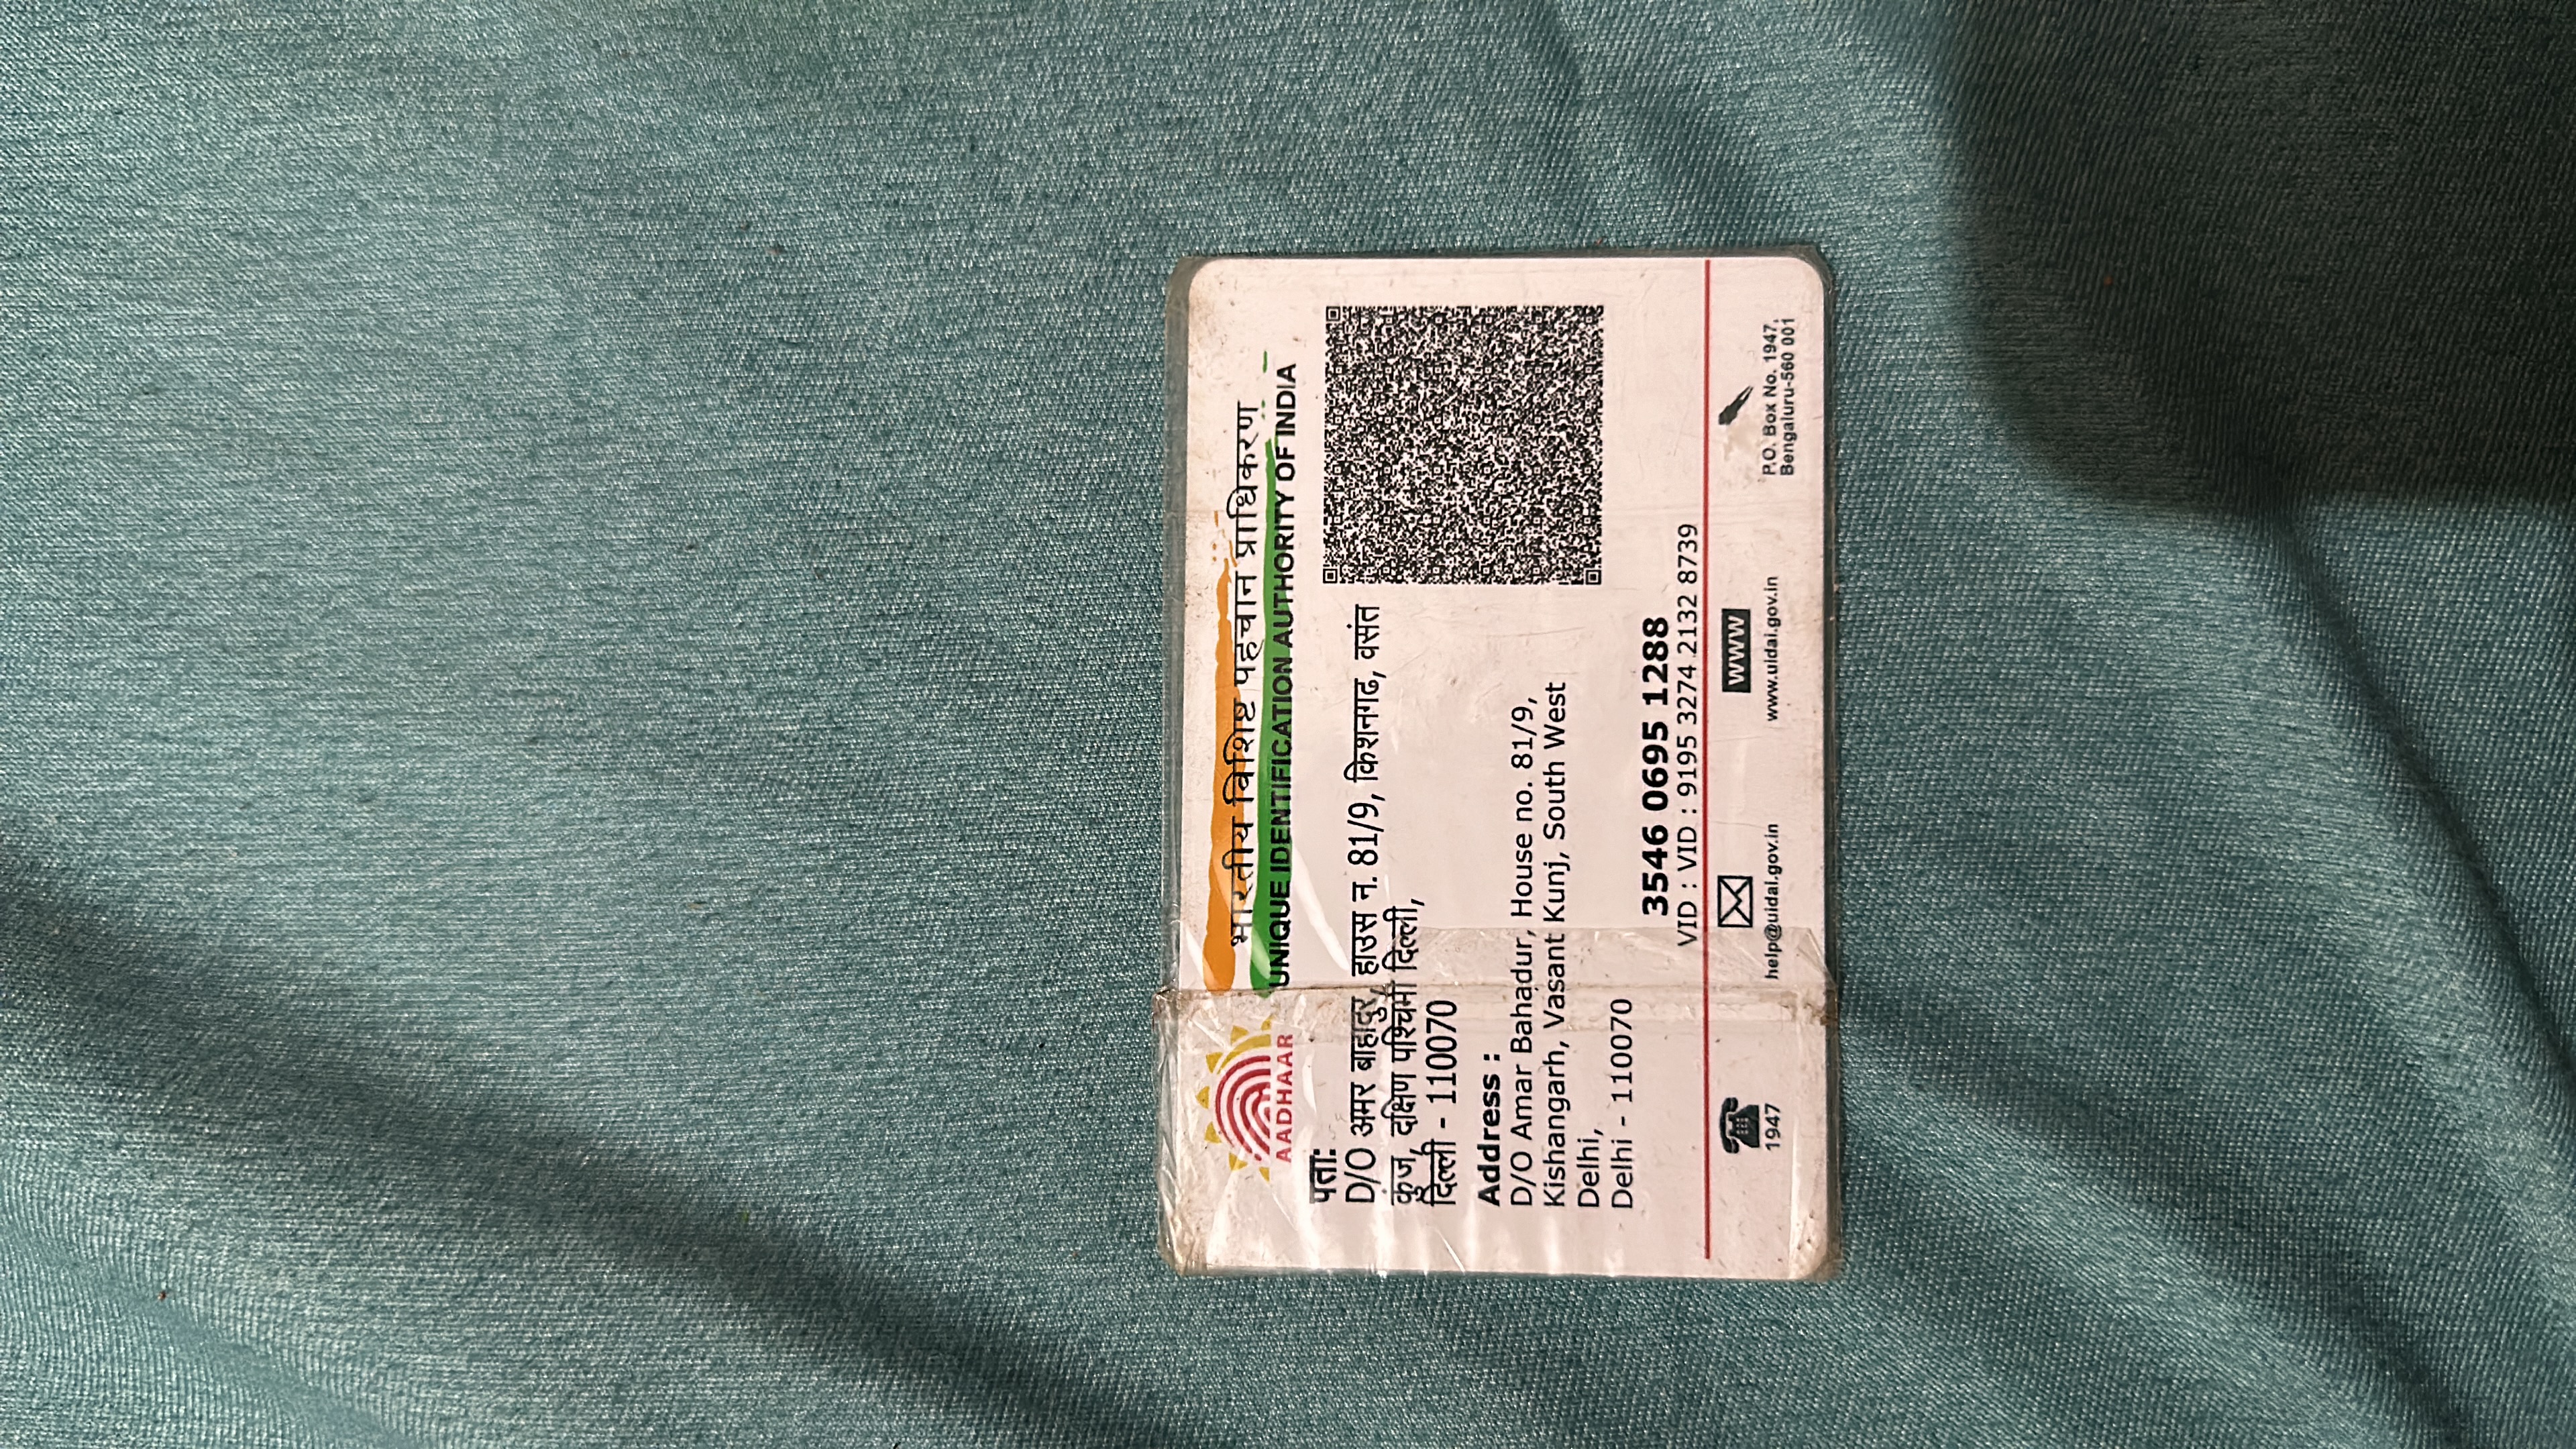 भारतीय विशिष्ट पहचान प्राधिकरण
UNIQUE IDENTIFICATION AUTHORITY OF INDIA
AADHAAR
पता:
D/O अमर बाहादुर, हाउस न. 81/9, किशनगढ, वसंत
कुंज, दक्षिण पश्चिमी दिल्ली,
दिल्ली - 110070
Address :
D/O Amar Bahadur, House no. 81/9,
Kishangarh, Vasant Kunj, South West
Delhi,
Delhi - 110070
3546 0695 1288
VID : VID : 9195 3274 2132 8739
1947
help@uidai.gov.in
WWW
www.uidai.gov.in
P.O. Box No. 1947,
Bengaluru-560 001